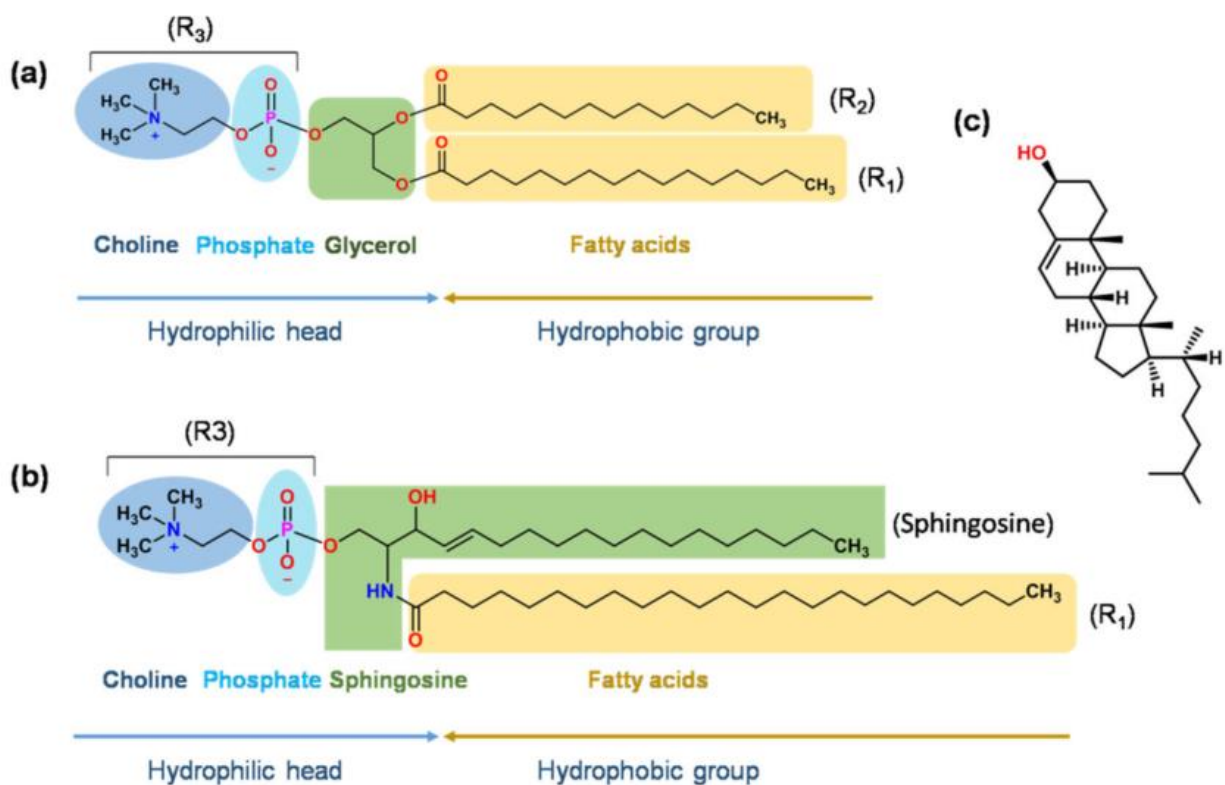 (R₃)
(a)
CH₃
H₃C
N
+
H₃C
O
P
O
O
–
O
O
O
O
O
CH₃
(R₂)
CH₃
(R₁)
Choline Phosphate Glycerol Fatty acids
Hydrophilic head Hydrophobic group
(c)
HO
H
H
H
H
H
(R3)
(b)
CH₃
H₃C
N
+
H₃C
O
P
O
O
–
O
OH
CH₃
(Sphingosine)
HN
O
CH₃
(R₁)
Choline Phosphate Sphingosine Fatty acids
Hydrophilic head Hydrophobic group